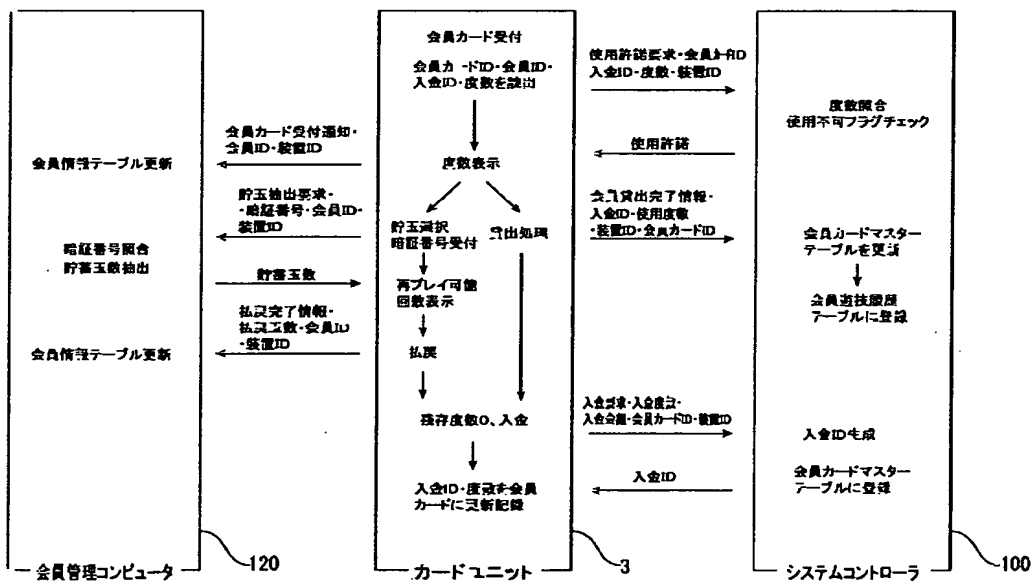 会員カード受付
会員カードID・会員ID・
入金ID・度数を読出
使用許諾要求・会員カードID
入金ID・度数・装置ID
度数照合
使用不可フラグチェック
会員カード受付通知・
会員ID・装置ID
使用許諾
会員情報テーブル更新
度数表示
貯玉抽出要求・
・暗証番号・会員ID・
装置ID
貯玉選択
暗証番号受付
貸出処理
会員貸出完了情報・
入金ID・使用度数
・装置ID・会員カードID
会員カードマスター
テーブルを更新
暗証番号照合
貯蓄玉数抽出
貯蓄玉数
再プレイ可能
回数表示
会員遊技履歴
テーブルに登録
払戻完了情報・
払戻玉数・会員ID
・装置ID
会員情報テーブル更新
払戻
残存度数0、入金
入金要求・入金度数・
入金金額・会員カードID・装置ID
入金ID生成
入金ID
会員カードマスター
テーブルに登録
入金ID・度数を会員
カードに更新記録
120
3
100
会員管理コンピュータ
カードユニット
システムコントローラ